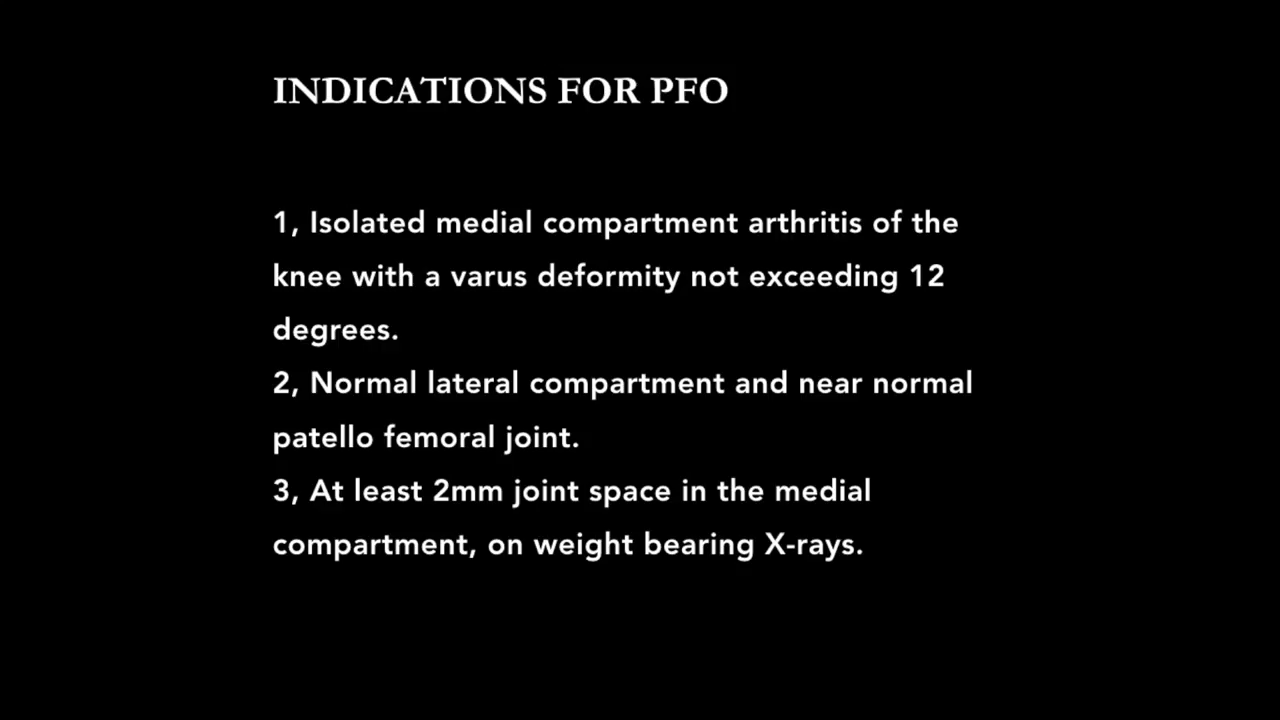 INDICATIONS FOR PFO
1, Isolated medial compartment arthritis of the
knee with a varus deformity not exceeding 12
degrees.
2, Normal lateral compartment and near normal
patello femoral joint.
3, At least 2mm joint space in the medial
compartment, on weight bearing X-rays.